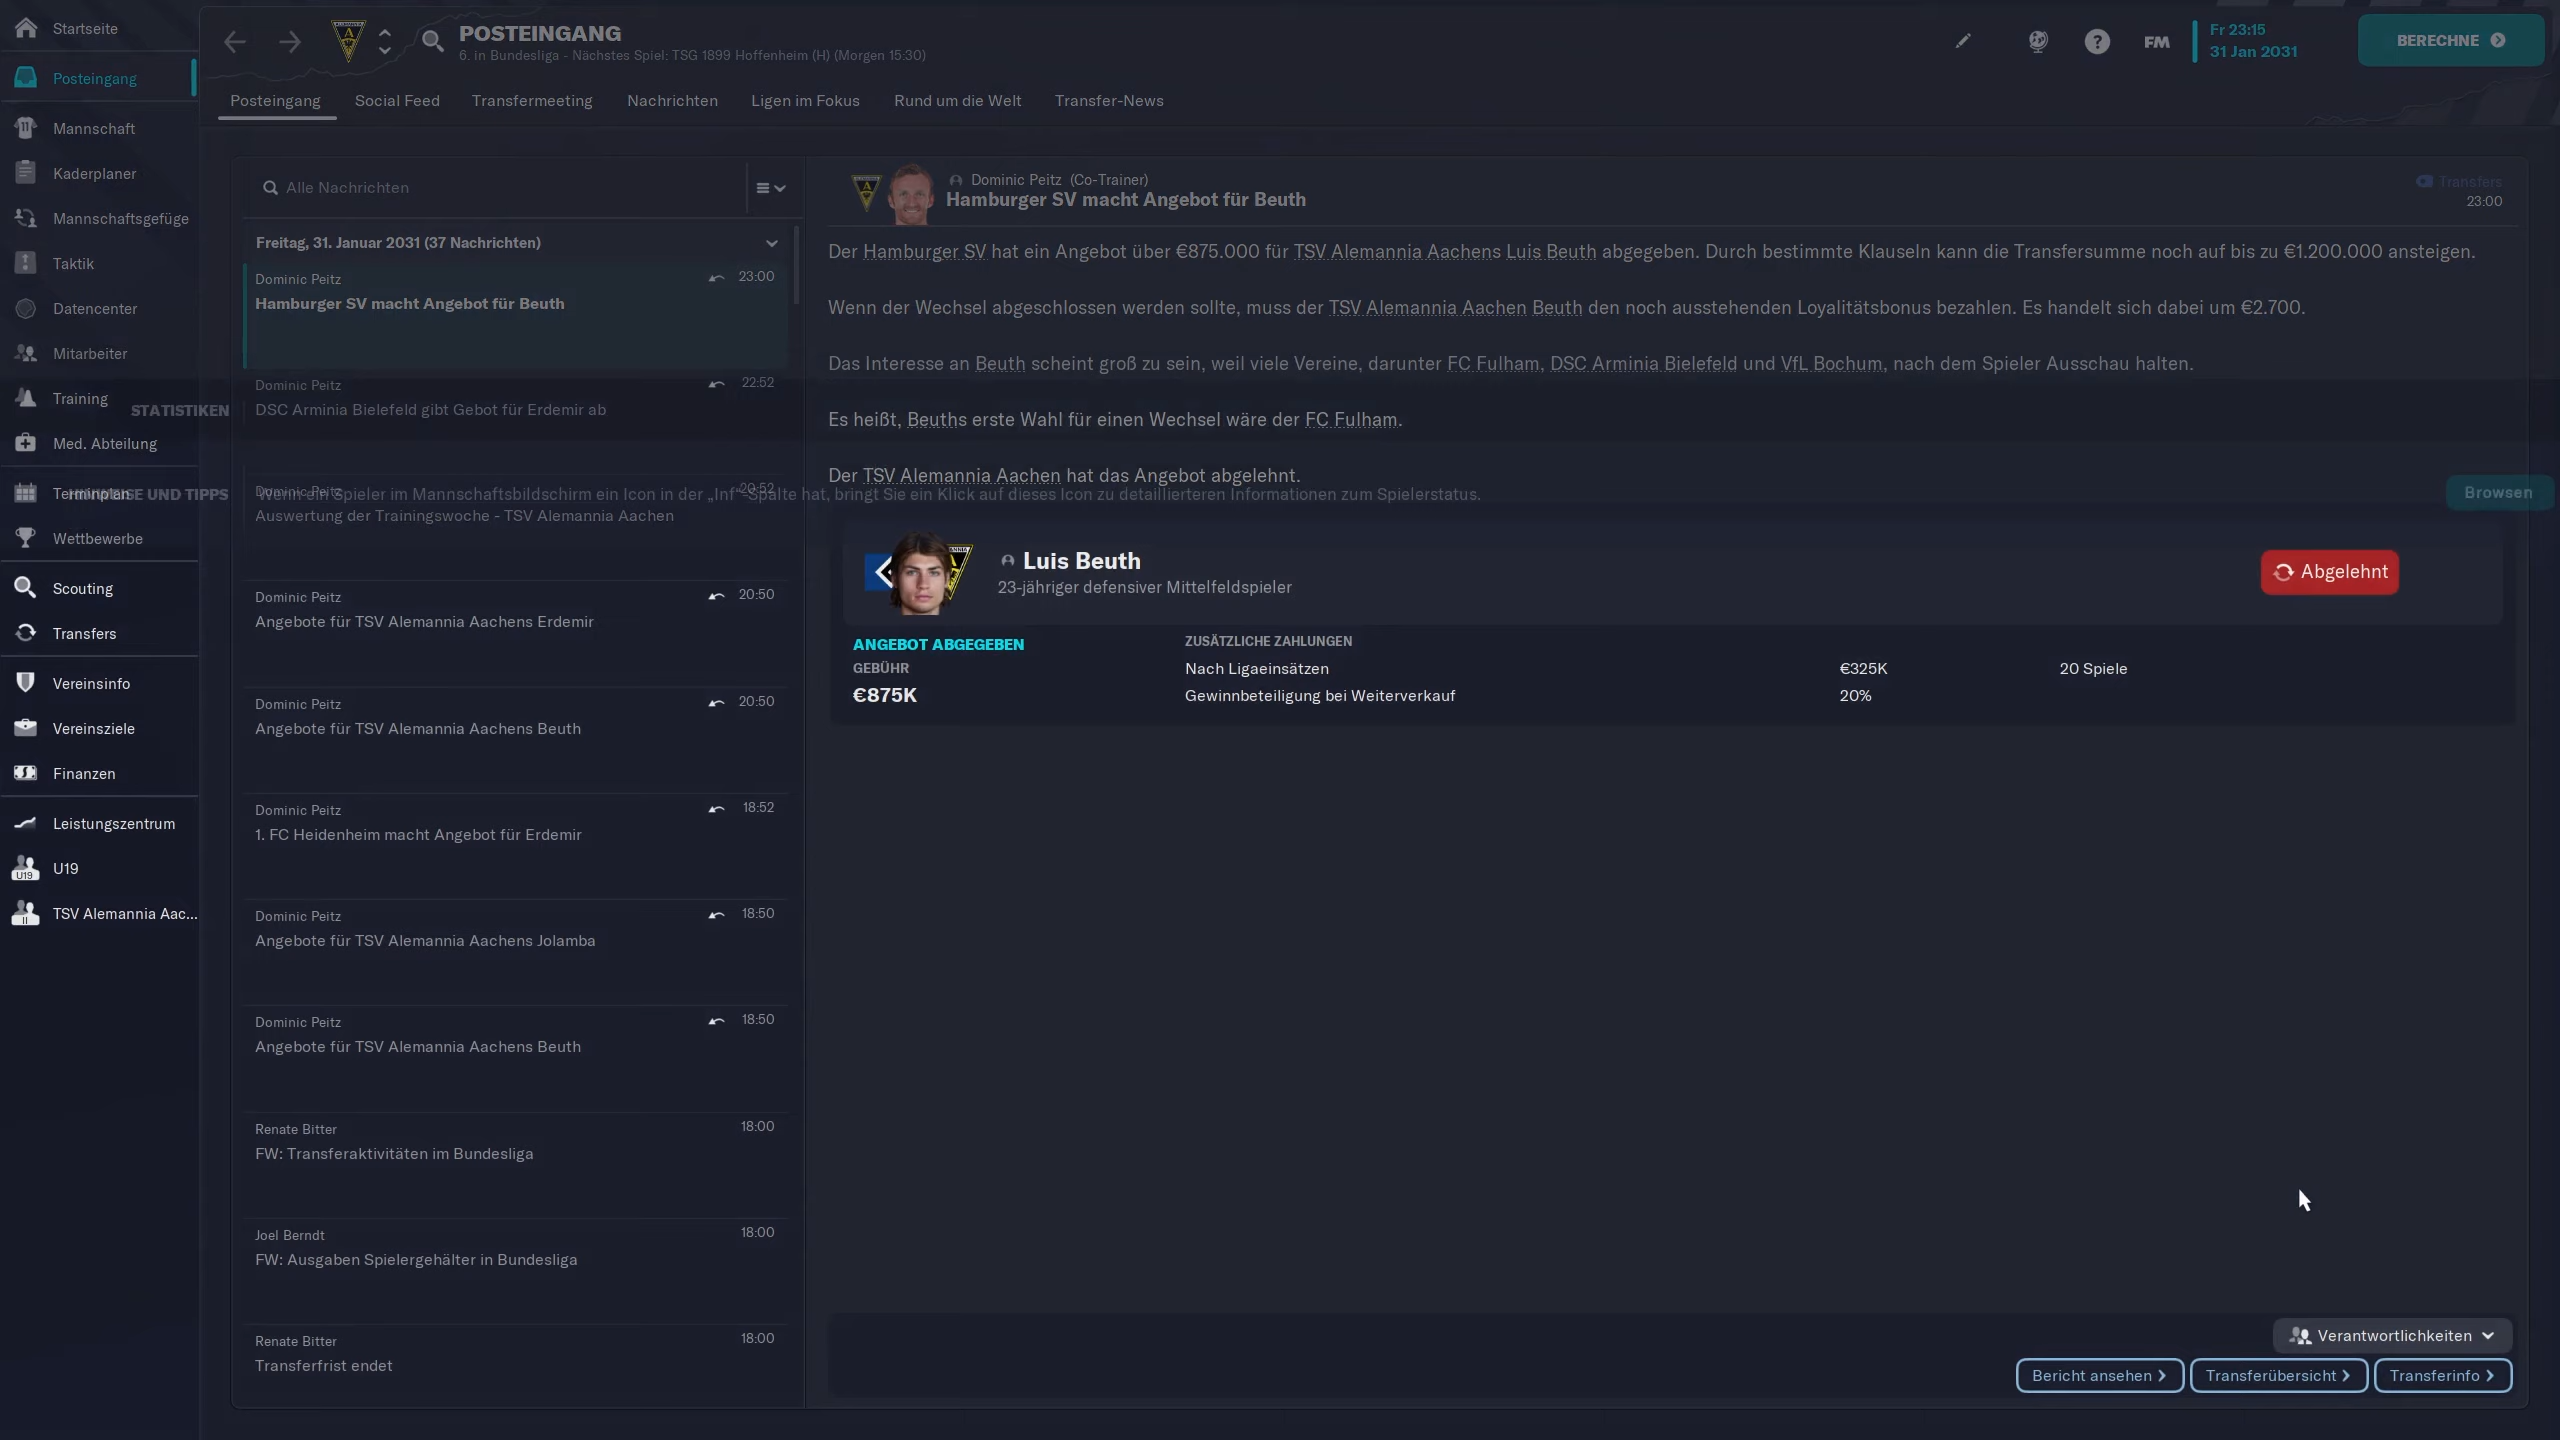 Startseite
Posteingang
Mannschaft
Kaderplaner
Mannschaftsgefüge
Taktik
Datencenter
Mitarbeiter
Training
Med. Abteilung
Terminplan
Wettbewerbe
Scouting
Transfers
Vereinsinfo
Vereinsziele
Finanzen
Leistungszentrum
U19
TSV Alemannia Aac...
POSTEINGANG
6. in Bundesliga - Nächstes Spiel: TSG 1899 Hoffenheim (H) (Morgen 15:30)
FM
Fr 23:15
31 Jan 2031
BERECHNE
Posteingang Social Feed Transfermeeting Nachrichten Ligen im Fokus Rund um die Welt Transfer-News
Alle Nachrichten
Freitag, 31. Januar 2031 (37 Nachrichten)
Dominic Peitz 23:00
Hamburger SV macht Angebot für Beuth
Dominic Peitz 22:52
DSC Arminia Bielefeld gibt Gebot für Erdemir ab
STATISTIKEN
Dominic Peitz 20:52
Auswertung der Trainingswoche - TSV Alemannia Aachen
HINWEISE UND TIPPS
Wenn ein Spieler im Mannschaftsbildschirm ein Icon in der „Inf“-Spalte hat, bringt Sie ein Klick auf dieses Icon zu detaillierteren Informationen zum Spielerstatus.
Browsen
Dominic Peitz 20:50
Angebote für TSV Alemannia Aachens Erdemir
Dominic Peitz 20:50
Angebote für TSV Alemannia Aachens Beuth
Dominic Peitz 18:52
1. FC Heidenheim macht Angebot für Erdemir
Dominic Peitz 18:50
Angebote für TSV Alemannia Aachens Jolamba
Dominic Peitz 18:50
Angebote für TSV Alemannia Aachens Beuth
Renate Bitter 18:00
FW: Transferaktivitäten im Bundesliga
Joel Berndt 18:00
FW: Ausgaben Spielergehälter in Bundesliga
Renate Bitter 18:00
Transferfrist endet
Dominic Peitz (Co-Trainer)
Hamburger SV macht Angebot für Beuth
Transfers
23:00
Der Hamburger SV hat ein Angebot über €875.000 für TSV Alemannia Aachens Luis Beuth abgegeben. Durch bestimmte Klauseln kann die Transfersumme noch auf bis zu €1.200.000 ansteigen.
Wenn der Wechsel abgeschlossen werden sollte, muss der TSV Alemannia Aachen Beuth den noch ausstehenden Loyalitätsbonus bezahlen. Es handelt sich dabei um €2.700.
Das Interesse an Beuth scheint groß zu sein, weil viele Vereine, darunter FC Fulham, DSC Arminia Bielefeld und VfL Bochum, nach dem Spieler Ausschau halten.
Es heißt, Beuths erste Wahl für einen Wechsel wäre der FC Fulham.
Der TSV Alemannia Aachen hat das Angebot abgelehnt.
Luis Beuth
23-jähriger defensiver Mittelfeldspieler
Abgelehnt
ANGEBOT ABGEGEBEN
GEBÜHR
€875K
ZUSÄTZLICHE ZAHLUNGEN
Nach Ligaeinsätzen €325K 20 Spiele
Gewinnbeteiligung bei Weiterverkauf 20%
Verantwortlichkeiten
Bericht ansehen Transferübersicht Transferinfo